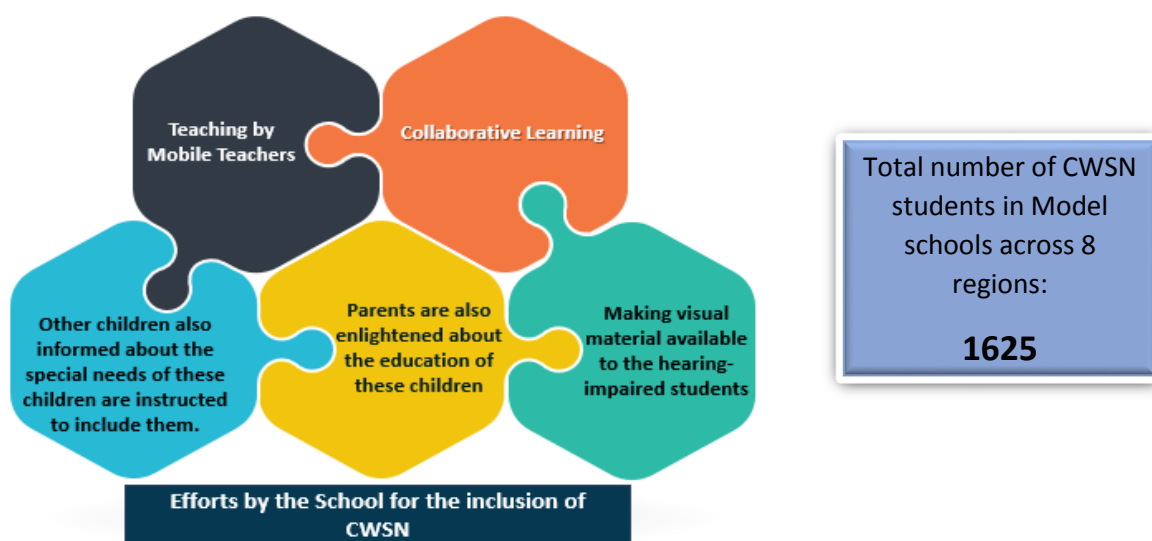 Teaching by
Mobile Teachers
Collaborative Learning
Other children also
informed about the
special needs of these
children are instructed
to include them.
Parents are also
enlightened about
the education of
these children
Making visual
material available
to the hearing-
impaired students
Efforts by the School for the inclusion of
CWSN
Total number of CWSN
students in Model
schools across 8
regions:
1625